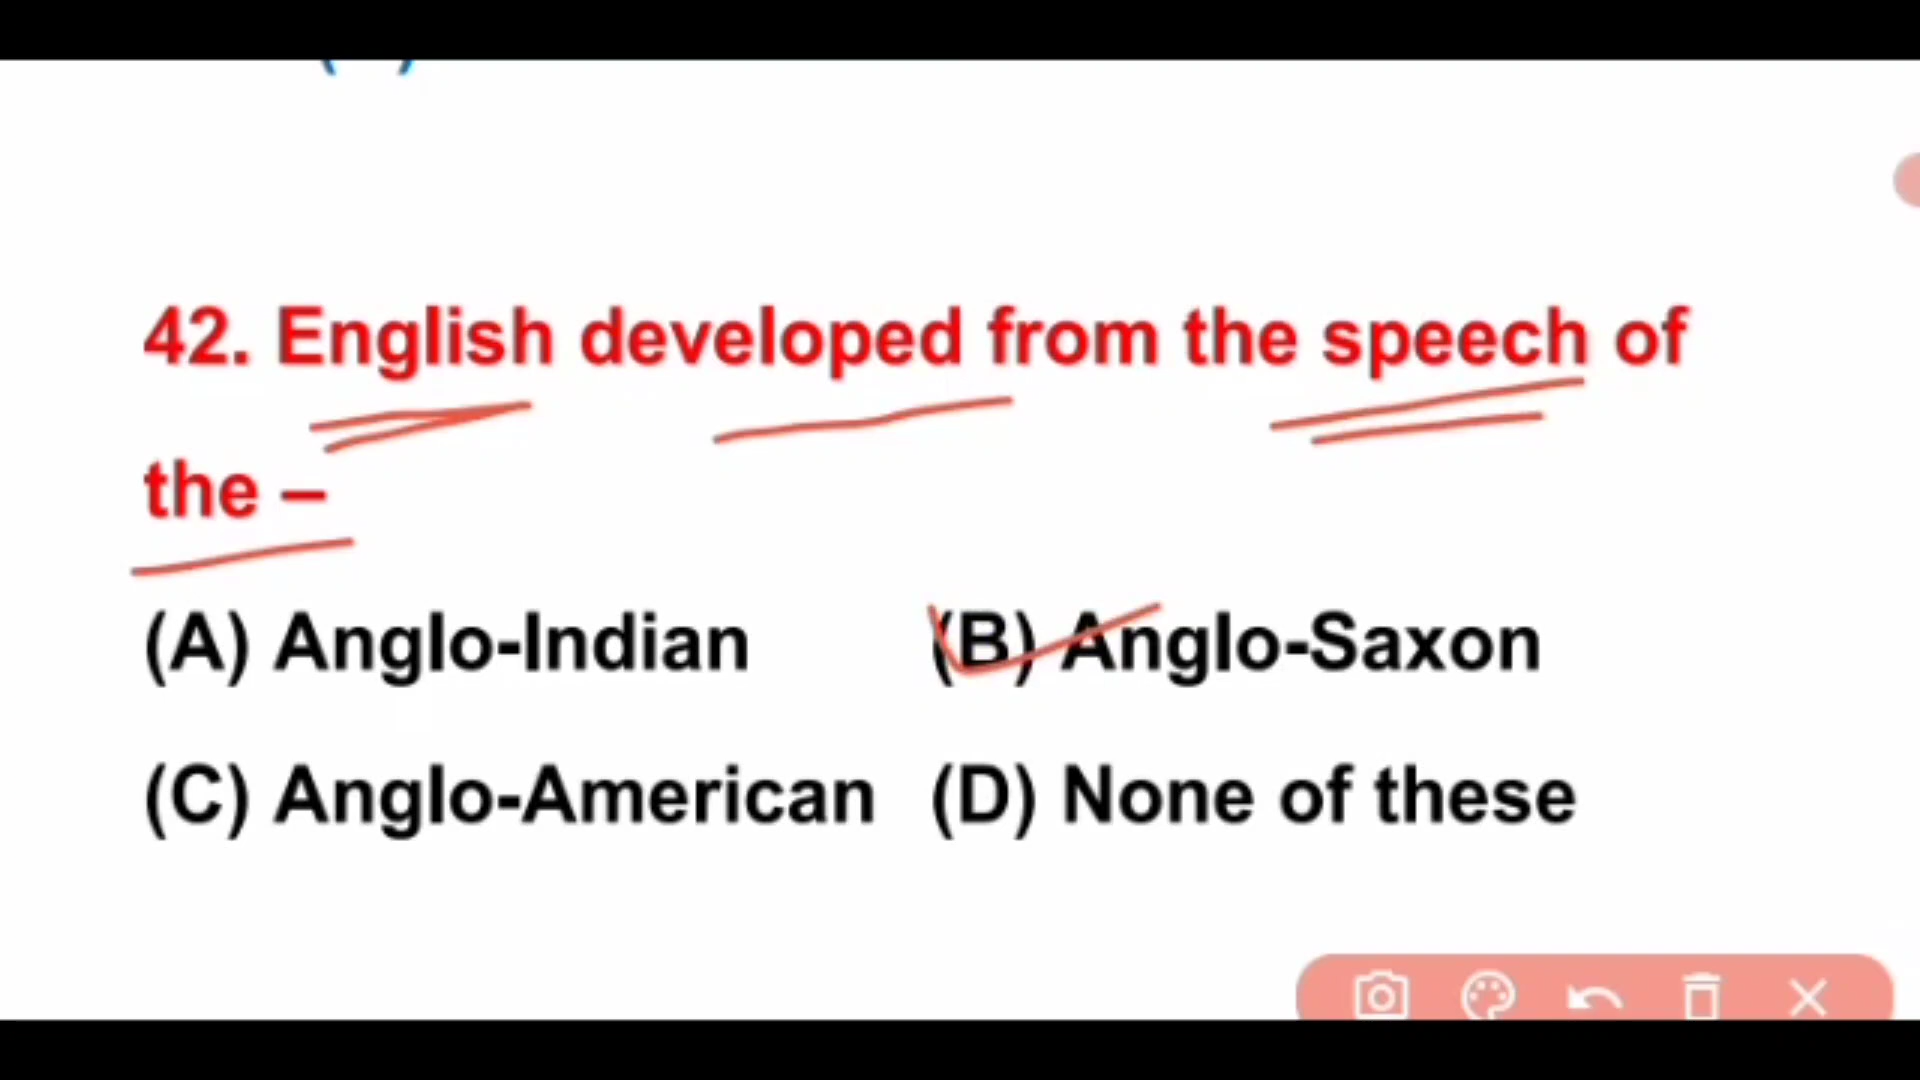 42. English developed from the speech of
the –
(A) Anglo-Indian (B) Anglo-Saxon
(C) Anglo-American (D) None of these